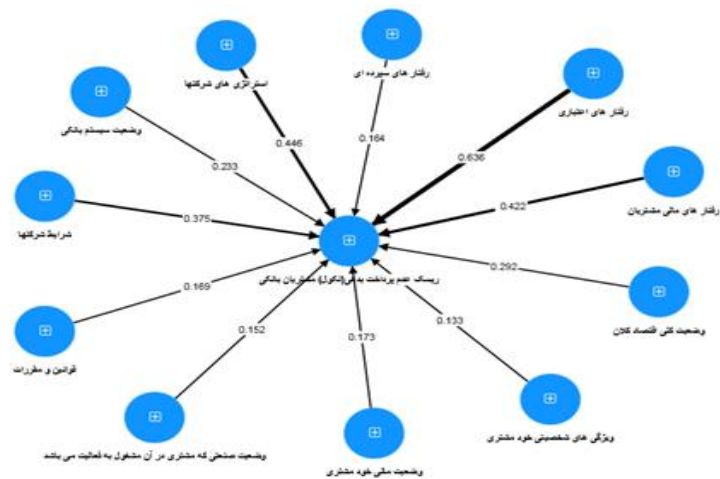 رفتار های سپرده ای
استراتژی های شرکتها
رفتار های اعتباری
وضعیت سیستم بانکی
0.164
0.446
0.636
0.233
رفتار های مالی مشتریان
0.422
شرایط شرکتها
0.375
ریسک عدم پرداخت بدهی(نکول) مشتریان بانکی
0.292
وضعیت کلی اقتصاد کلان
0.169
0.152
0.173
0.133
قوانین و مقررات
ویژگی های شخصیتی خود مشتری
وضعیت صنعتی که مشتری در آن مشغول به فعالیت می باشد
وضعیت مالی خود مشتری